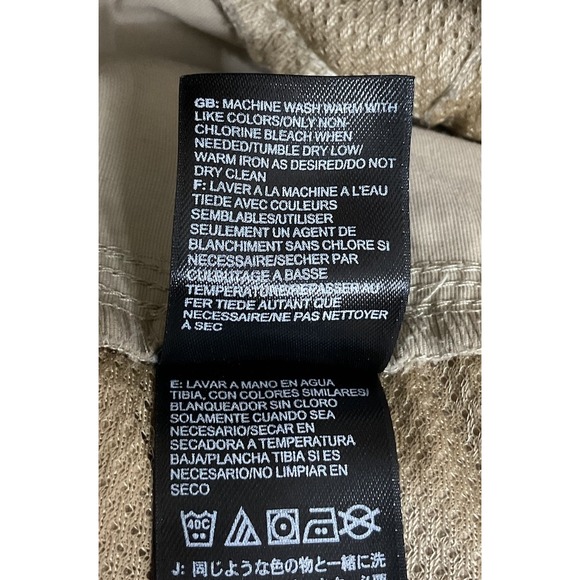 GB: MACHINE WASH WARM WITH
LIKE COLORS/ONLY NON-
CHLORINE BLEACH WHEN
NEEDED/TUMBLE DRY LOW/
WARM IRON AS DESIRED/DO NOT
DRY CLEAN
F: LAVER A LA MACHINE A L'EAU
TIEDE AVEC COULEURS
SEMBLABLES/UTILISER
SEULEMENT UN AGENT DE
BLANCHIMENT SANS CHLORE SI
NECESSAIRE/SECHER PAR
CULBUTAGE A BASSE
TEMPERATURE/REPASSER AU
FER TIEDE AUTANT QUE
NECESSAIRE/NE PAS NETTOYER
A SEC
E: LAVAR A MANO EN AGUA
TIBIA, CON COLORES SIMILARES/
BLANQUEADOR SIN CLORO
SOLAMENTE CUANDO SEA
NECESARIO/SECAR EN
SECADORA A TEMPERATURA
BAJA/PLANCHA TIBIA SI ES
NECESARIO/NO LIMPIAR EN
SECO
40C
J: 同じような色の物と一緒に洗